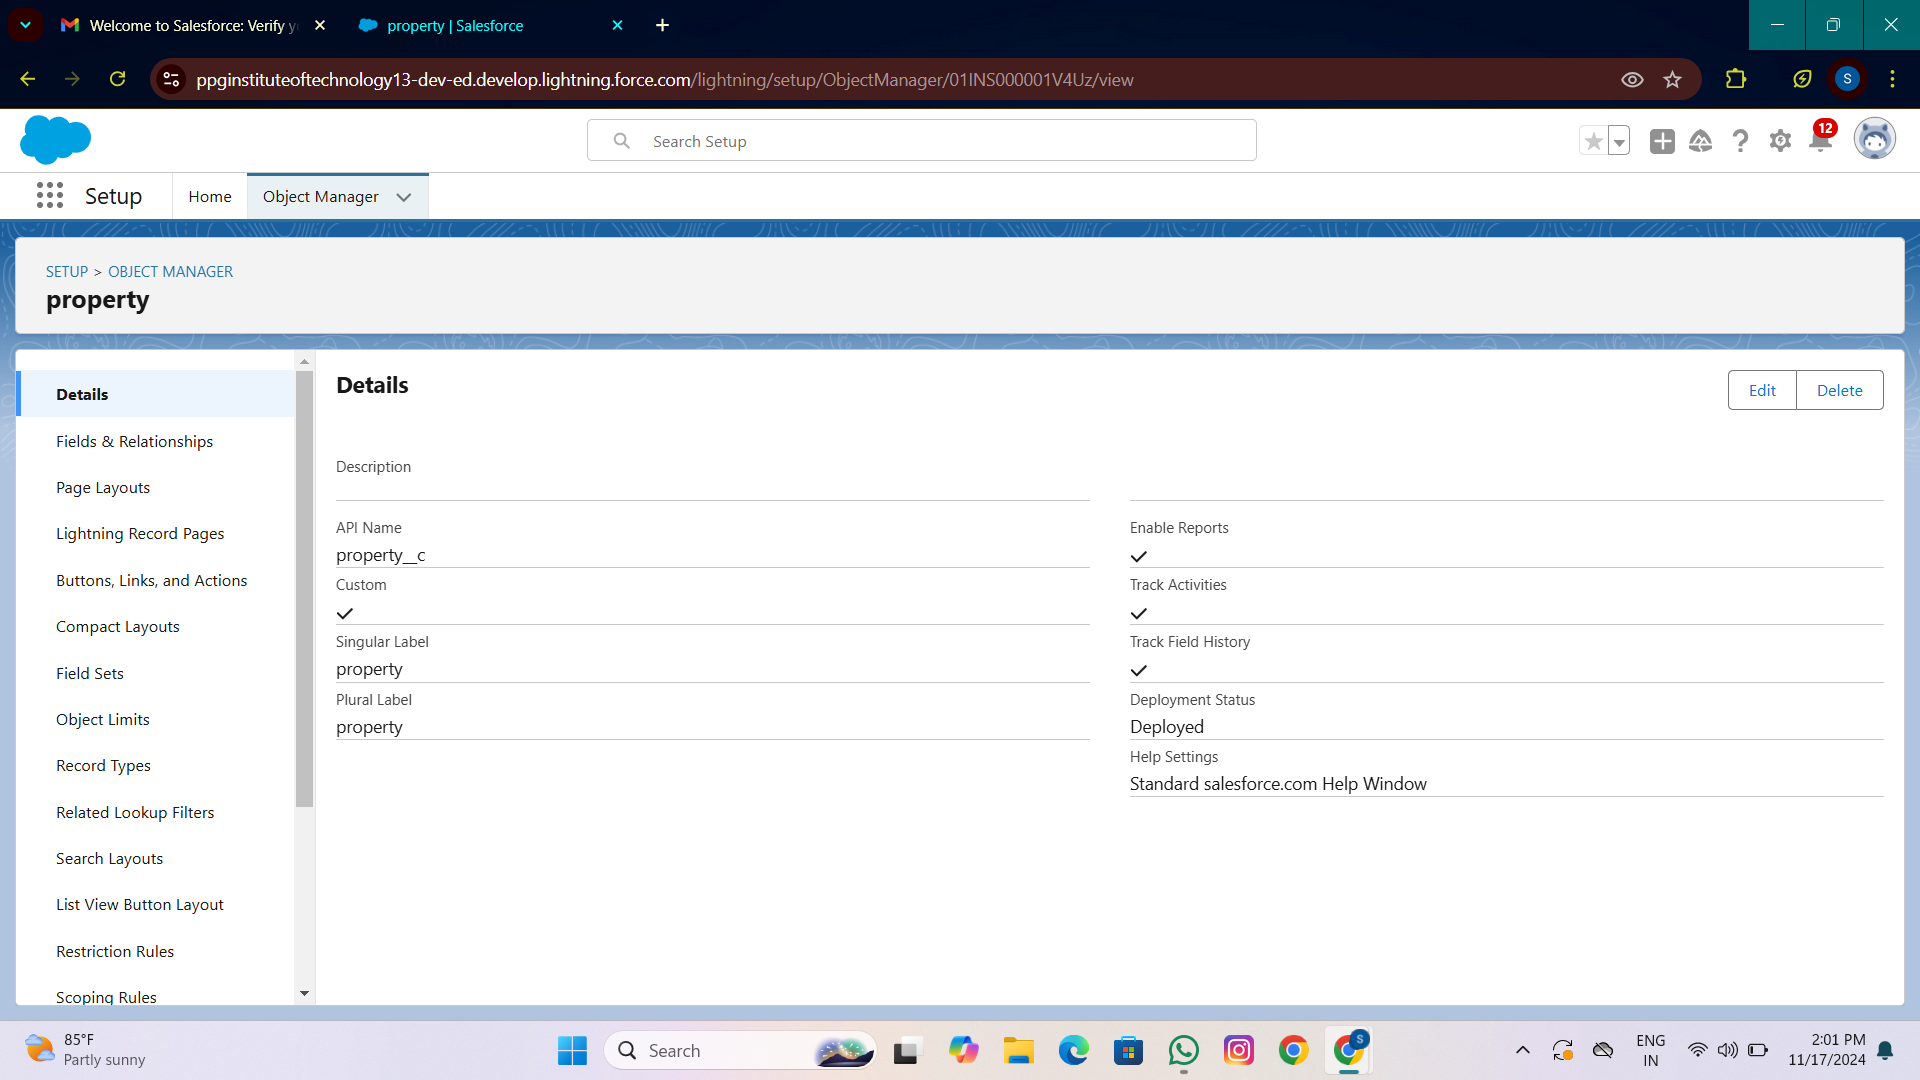 Welcome to Salesforce: Verify y
property | Salesforce
ppginstituteoftechnology13-dev-ed.develop.lightning.force.com/lightning/setup/ObjectManager/01INS000001V4Uz/view
S
Search Setup
12
Setup
Home
Object Manager
SETUP > OBJECT MANAGER
property
Details
Fields & Relationships
Page Layouts
Lightning Record Pages
Buttons, Links, and Actions
Compact Layouts
Field Sets
Object Limits
Record Types
Related Lookup Filters
Search Layouts
List View Button Layout
Restriction Rules
Scoping Rules
Details
Edit
Delete
Description
API Name
property__c
Custom
Singular Label
property
Plural Label
property
Enable Reports
Track Activities
Track Field History
Deployment Status
Deployed
Help Settings
Standard salesforce.com Help Window
85°F
Partly sunny
Search
S
ENG
IN
2:01 PM
11/17/2024